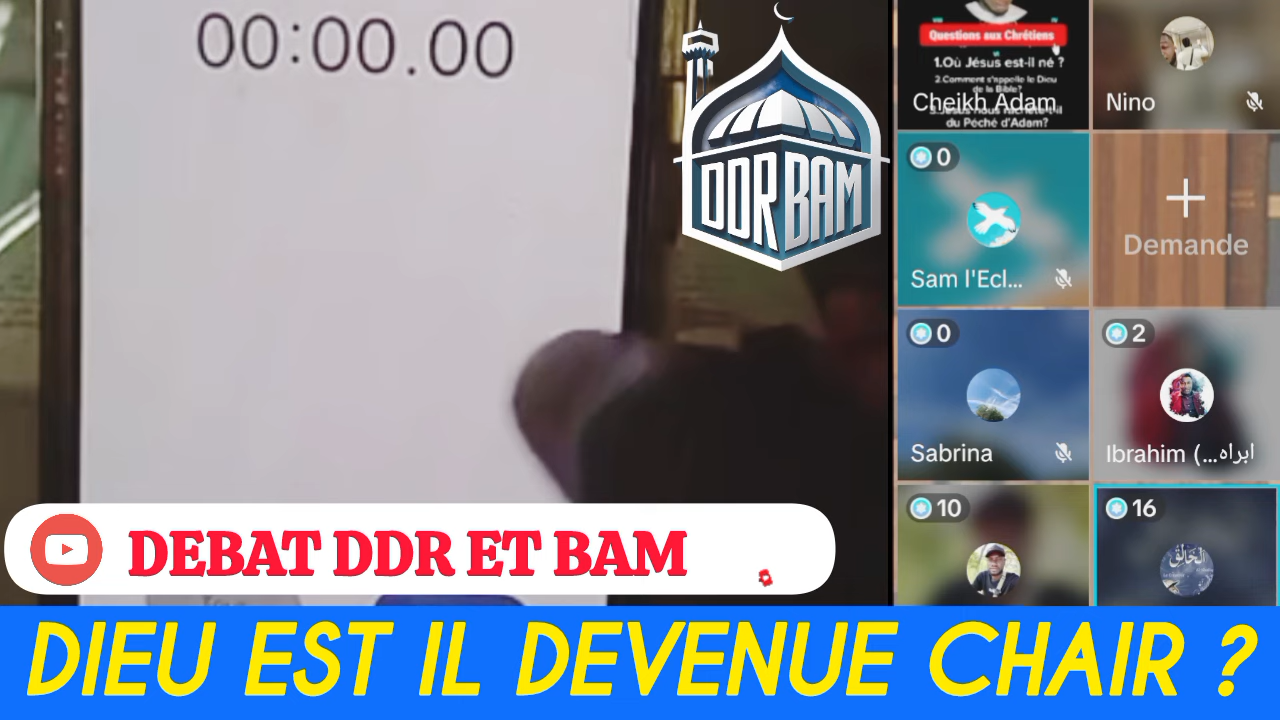 00:00.00
DDR BAM
Questions aux Chrétiens
1.Où Jésus est-il né ?
2.Comment s'appelle le Dieu
de la Bible?
Cheikh Adam
du Péché d'Adam?
Nino
0
Sam l'Ecl...
Demande
0
Sabrina
2
Ibrahim (...ابراه
10
16
الخالق
DEBAT DDR ET BAM
DIEU EST IL DEVENUE CHAIR ?